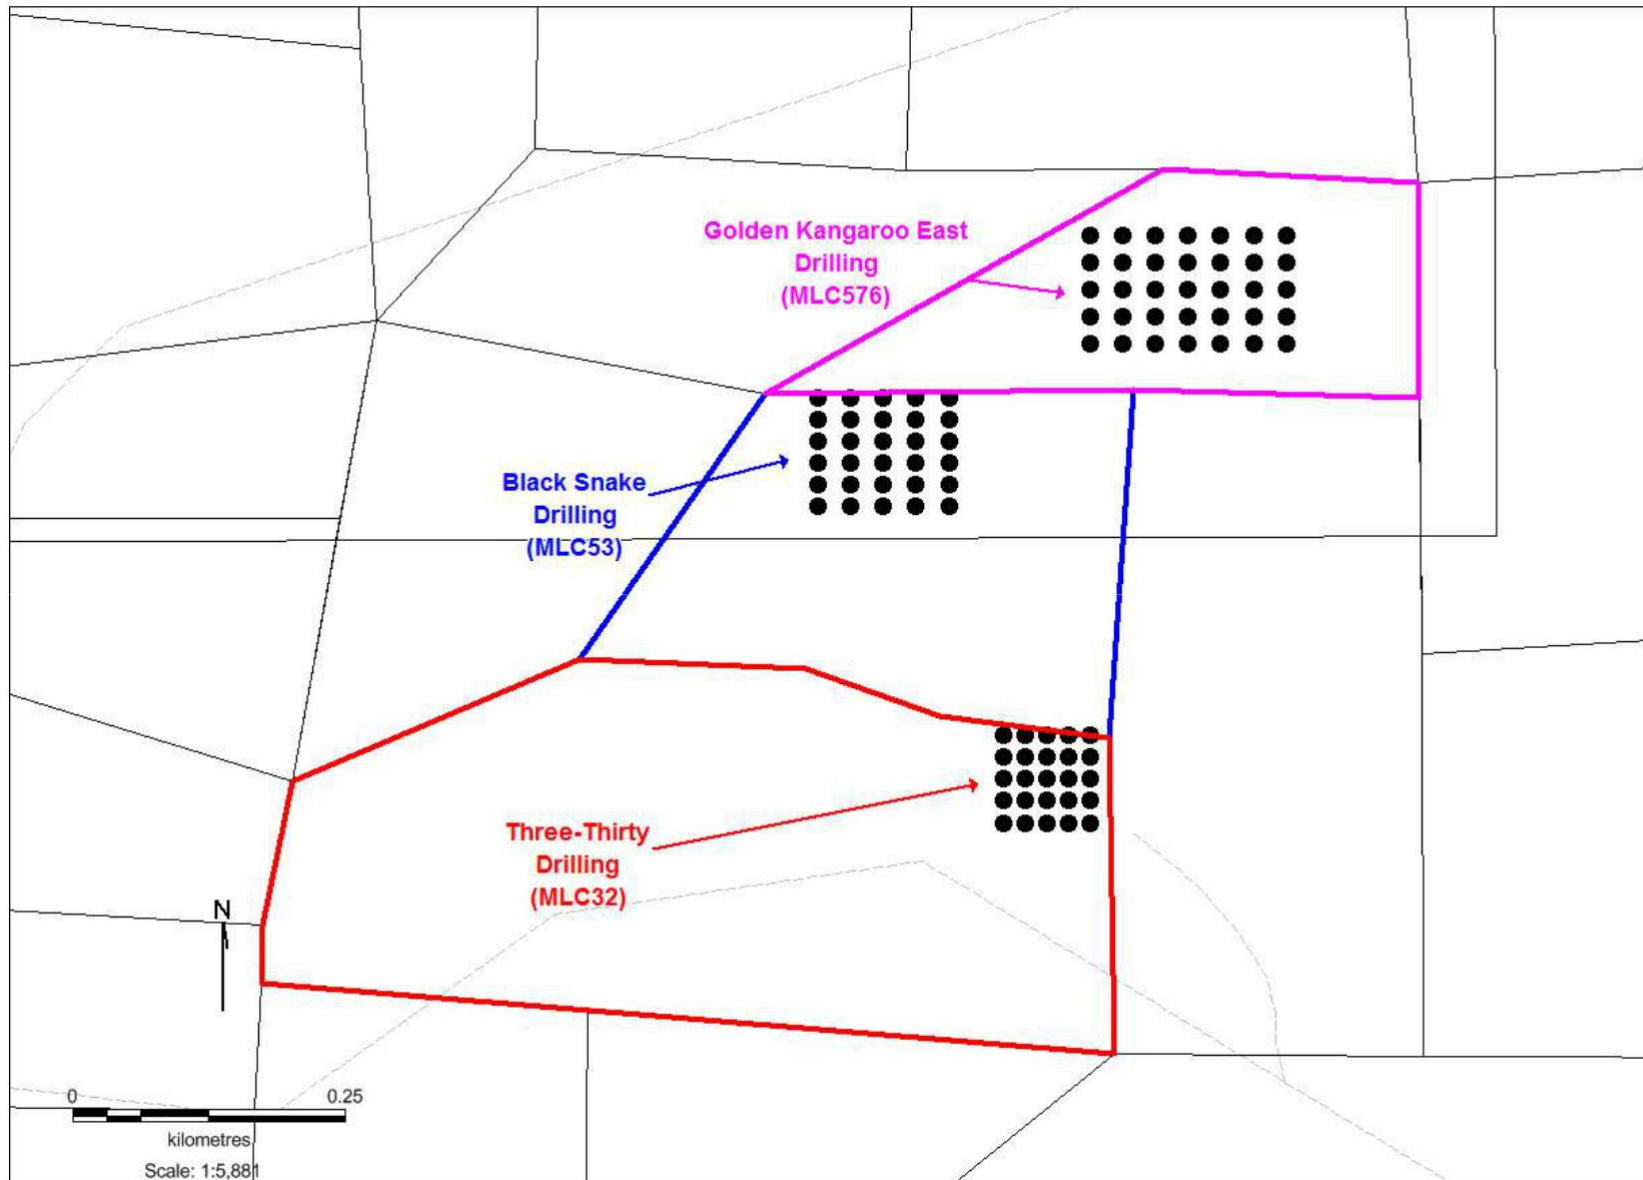 Golden Kangaroo East
Drilling
(MLC576)
Black Snake
Drilling
(MLC53)
Three-Thirty
Drilling
(MLC32)
N
0 0.25
kilometres
Scale: 1:5,881